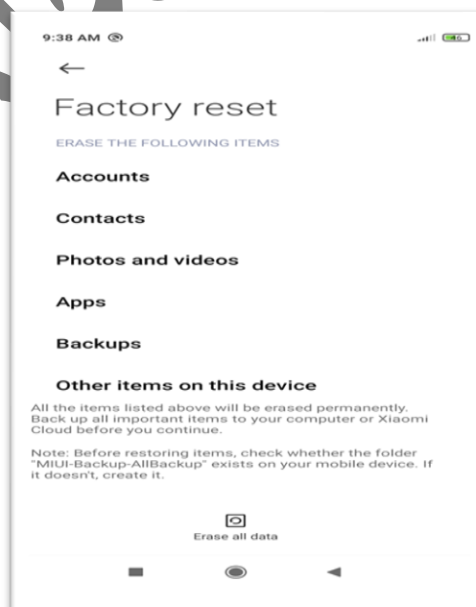 9:38 AM
46
Factory reset
ERASE THE FOLLOWING ITEMS
Accounts
Contacts
Photos and videos
Apps
Backups
Other items on this device
All the items listed above will be erased permanently.
Back up all important items to your computer or Xiaomi
Cloud before you continue.
Note: Before restoring items, check whether the folder
"MIUI-Backup-AllBackup" exists on your mobile device. If
it doesn't, create it.
Erase all data